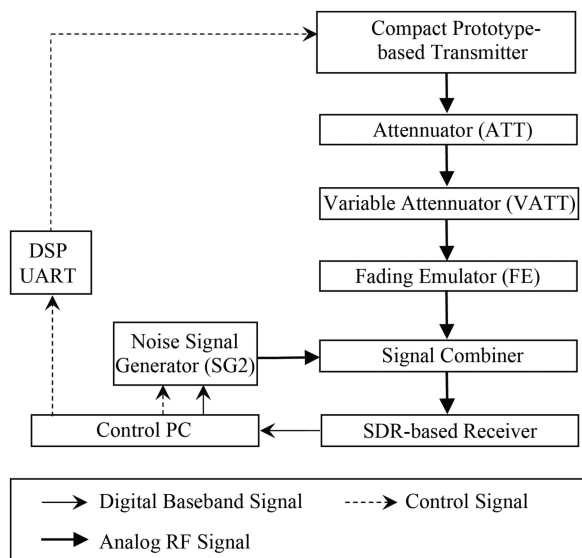 Compact Prototype-
based Transmitter
Attenuator (ATT)
Variable Attenuator (VATT)
DSP
UART
Fading Emulator (FE)
Noise Signal
Generator (SG2)
Signal Combiner
Control PC
SDR-based Receiver
Digital Baseband Signal
Control Signal
Analog RF Signal